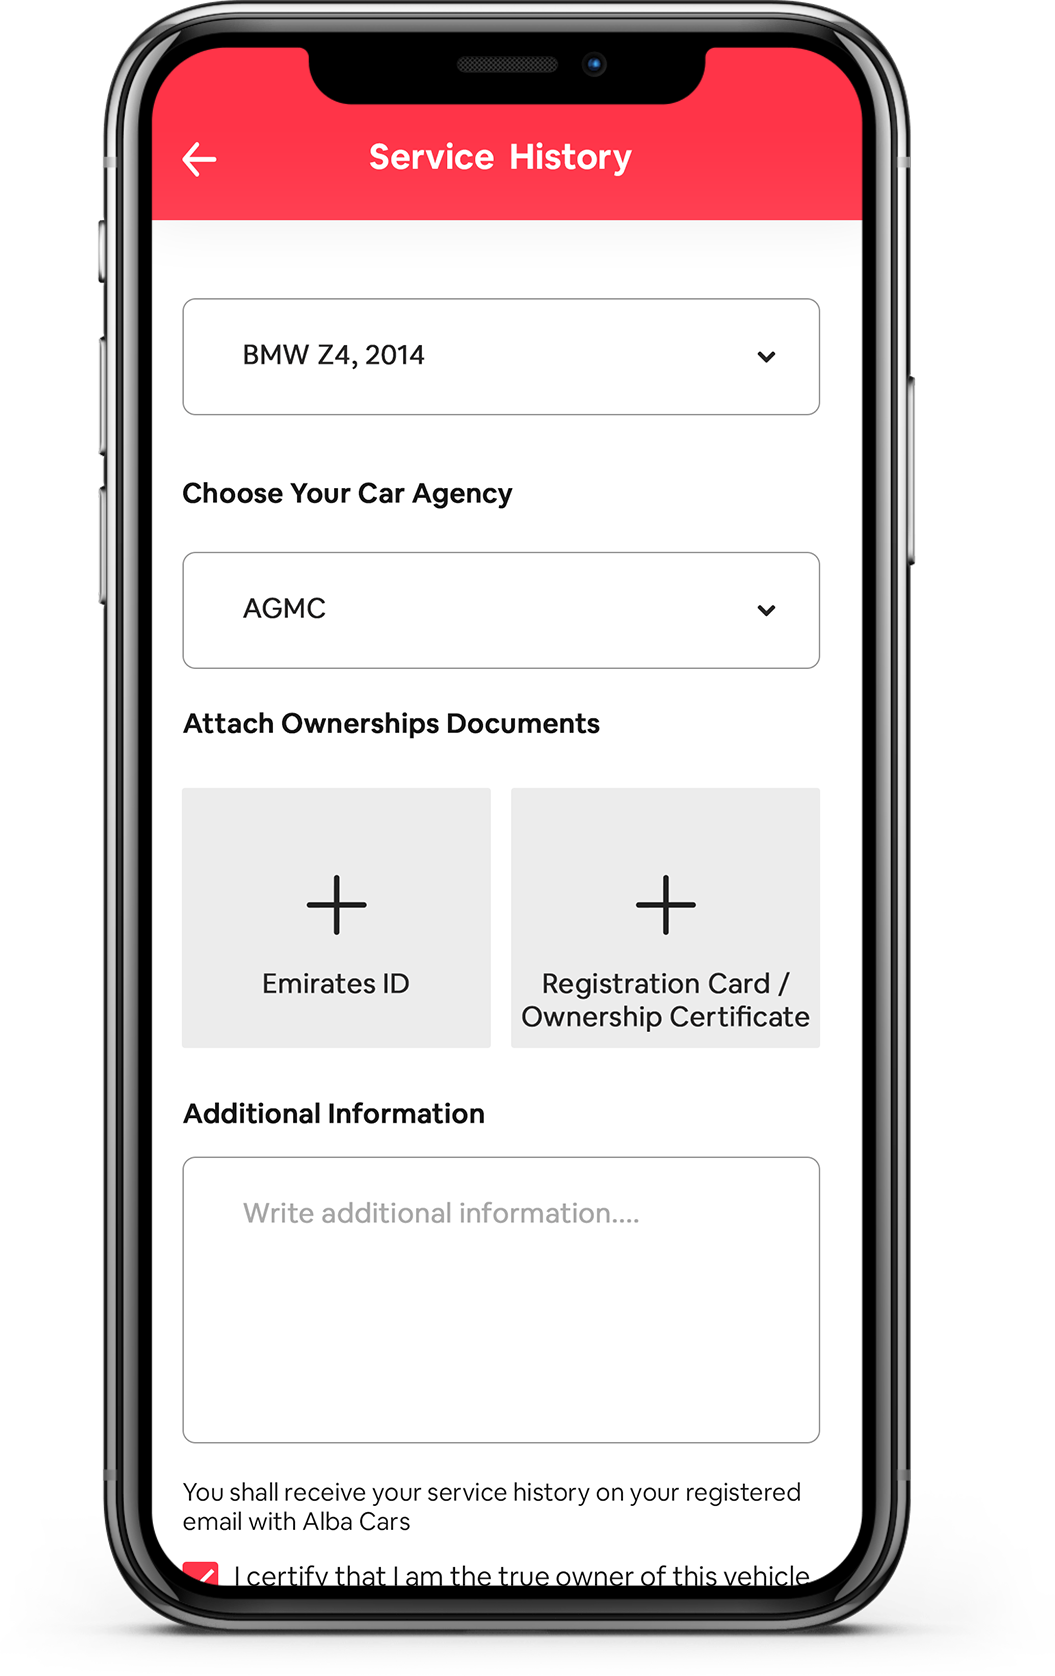 Service History
BMW Z4, 2014
Choose Your Car Agency
AGMC
Attach Ownerships Documents
Emirates ID
Registration Card /
Ownership Certificate
Additional Information
Write additional information....
You shall receive your service history on your registered
email with Alba Cars
I certify that I am the true owner of this vehicle